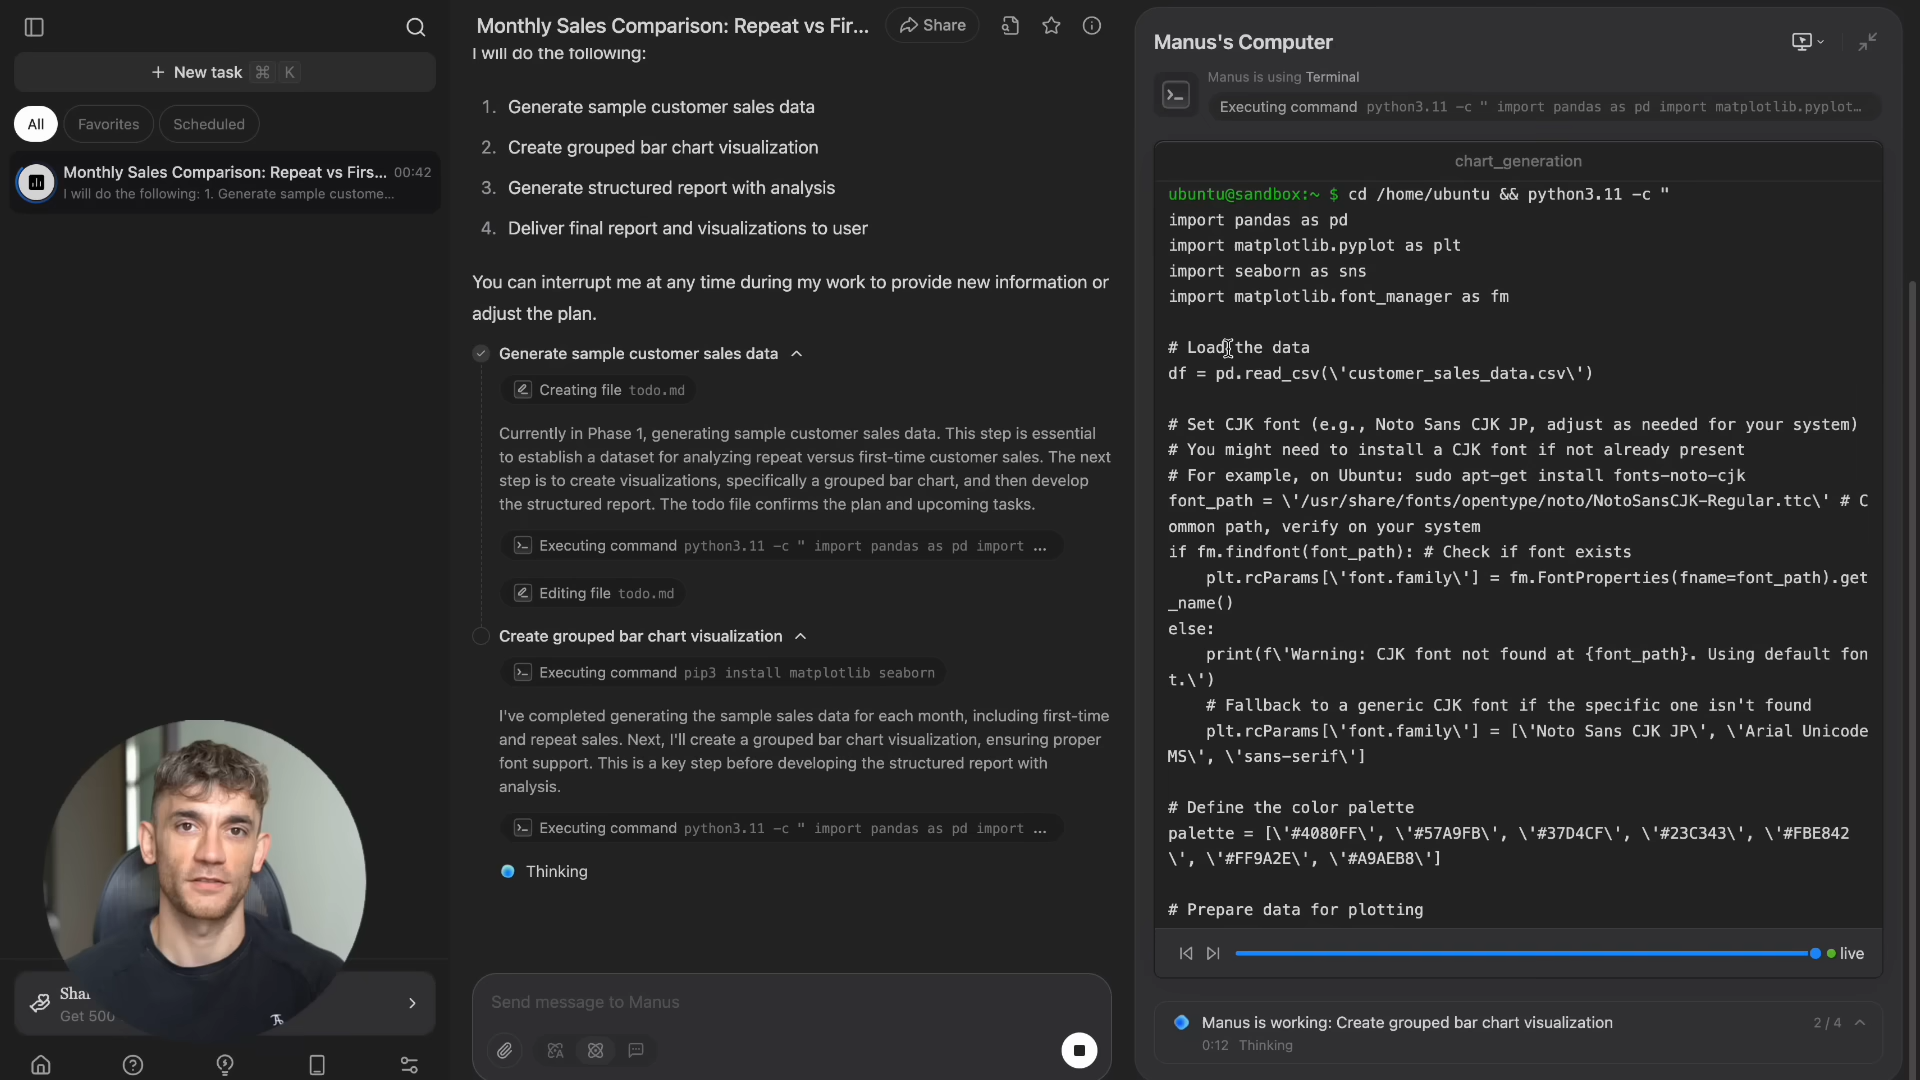 New task ⌘ K
All
Favorites
Scheduled
Monthly Sales Comparison: Repeat vs Firs... 00:42
I will do the following: 1. Generate sample custome...
Get 500
Monthly Sales Comparison: Repeat vs Fir...
Share
I will do the following:
1. Generate sample customer sales data
2. Create grouped bar chart visualization
3. Generate structured report with analysis
4. Deliver final report and visualizations to user
You can interrupt me at any time during my work to provide new information or
adjust the plan.
Generate sample customer sales data
Creating file todo.md
Currently in Phase 1, generating sample customer sales data. This step is essential
to establish a dataset for analyzing repeat versus first-time customer sales. The next
step is to create visualizations, specifically a grouped bar chart, and then develop
the structured report. The todo file confirms the plan and upcoming tasks.
Executing command python3.11 -c " import pandas as pd import ...
Editing file todo.md
Create grouped bar chart visualization
Executing command pip3 install matplotlib seaborn
I've completed generating the sample sales data for each month, including first-time
and repeat sales. Next, I'll create a grouped bar chart visualization, ensuring proper
font support. This is a key step before developing the structured report with
analysis.
Executing command python3.11 -c " import pandas as pd import ...
Thinking
Send message to Manus
Manus's Computer
Manus is using Terminal
Executing command python3.11 -c " import pandas as pd import matplotlib.pyplot...
chart_generation
ubuntu@sandbox:~ $ cd /home/ubuntu && python3.11 -c "
import pandas as pd
import matplotlib.pyplot as plt
import seaborn as sns
import matplotlib.font_manager as fm
# Load the data
df = pd.read_csv(\'customer_sales_data.csv\')
# Set CJK font (e.g., Noto Sans CJK JP, adjust as needed for your system)
# You might need to install a CJK font if not already present
# For example, on Ubuntu: sudo apt-get install fonts-noto-cjk
font_path = \'/usr/share/fonts/opentype/noto/NotoSansCJK-Regular.ttc\' # C
ommon path, verify on your system
if fm.findfont(font_path): # Check if font exists
plt.rcParams[\'font.family\'] = fm.FontProperties(fname=font_path).get
_name()
else:
print(f\'Warning: CJK font not found at {font_path}. Using default fon
t.\')
# Fallback to a generic CJK font if the specific one isn't found
plt.rcParams[\'font.family\'] = [\'Noto Sans CJK JP\', \'Arial Unicode
MS\', \'sans-serif\']
# Define the color palette
palette = [\'#4080FF\', \'#57A9FB\', \'#37D4CF\', \'#23C343\', \'#FBE842
\', \'#FF9A2E\', \'#A9AEB8\']
# Prepare data for plotting
live
Manus is working: Create grouped bar chart visualization 2 / 4
0:12 Thinking